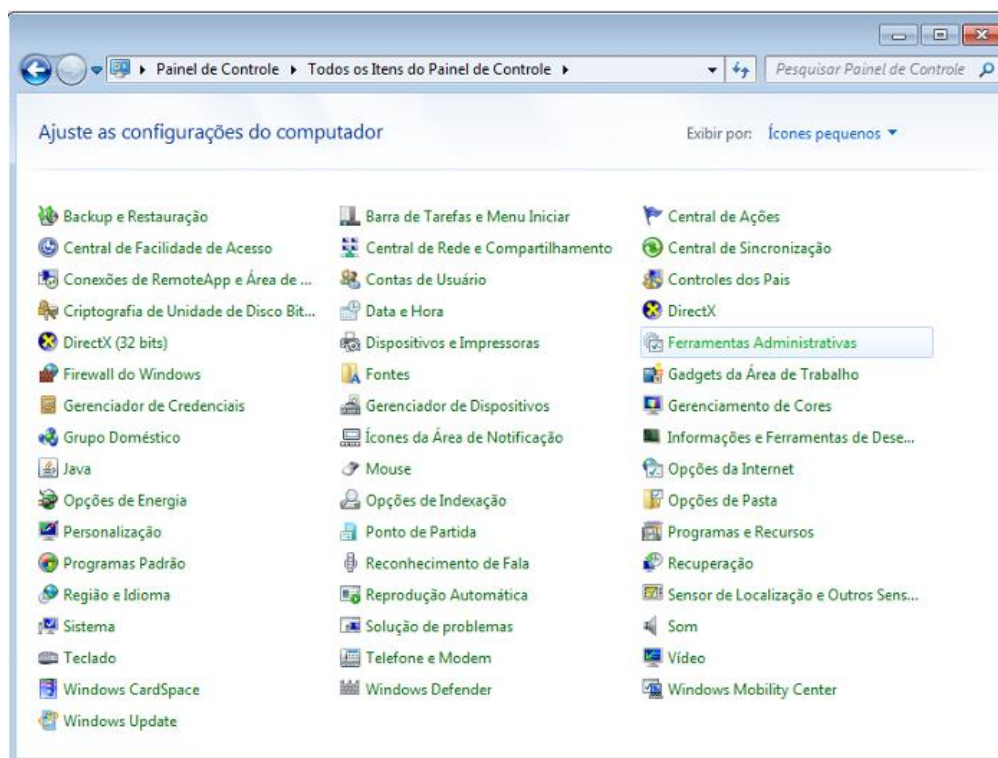 Painel de Controle Todos os Itens do Painel de Controle Pesquisar Painel de Controle
Ajuste as configurações do computador Exibir por: Ícones pequenos
Backup e Restauração Barra de Tarefas e Menu Iniciar Central de Ações
Central de Facilidade de Acesso Central de Rede e Compartilhamento Central de Sincronização
Conexões de RemoteApp e Área de ... Contas de Usuário Controles dos Pais
Criptografia de Unidade de Disco Bit... Data e Hora DirectX
DirectX (32 bits) Dispositivos e Impressoras Ferramentas Administrativas
Firewall do Windows Fontes Gadgets da Área de Trabalho
Gerenciador de Credenciais Gerenciador de Dispositivos Gerenciamento de Cores
Grupo Doméstico Ícones da Área de Notificação Informações e Ferramentas de Dese...
Java Mouse Opções da Internet
Opções de Energia Opções de Indexação Opções de Pasta
Personalização Ponto de Partida Programas e Recursos
Programas Padrão Reconhecimento de Fala Recuperação
Região e Idioma Reprodução Automática Sensor de Localização e Outros Sens...
Sistema Solução de problemas Som
Teclado Telefone e Modem Vídeo
Windows CardSpace Windows Defender Windows Mobility Center
Windows Update